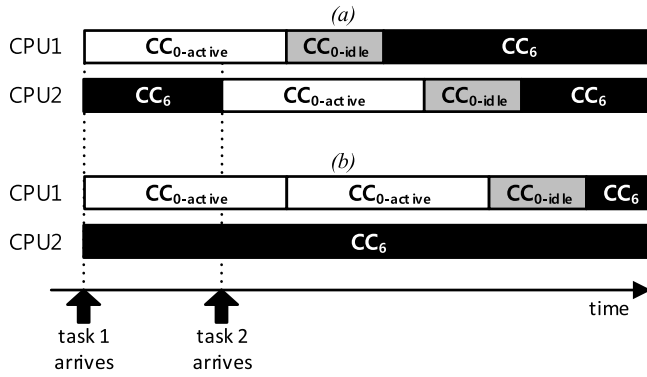 (a)
CPU1 CC0-active CC0-idle CC6
CPU2 CC6 CC0-active CC0-idle CC6
(b)
CPU1 CC0-active CC0-active CC0-idle CC6
CPU2 CC6
time
task 1 task 2
arrives arrives